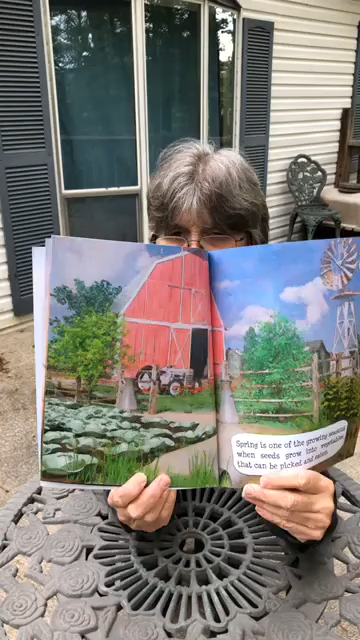 Spring is one of the growing seasons
when seeds grow into vegetables
that can be picked and eaten.